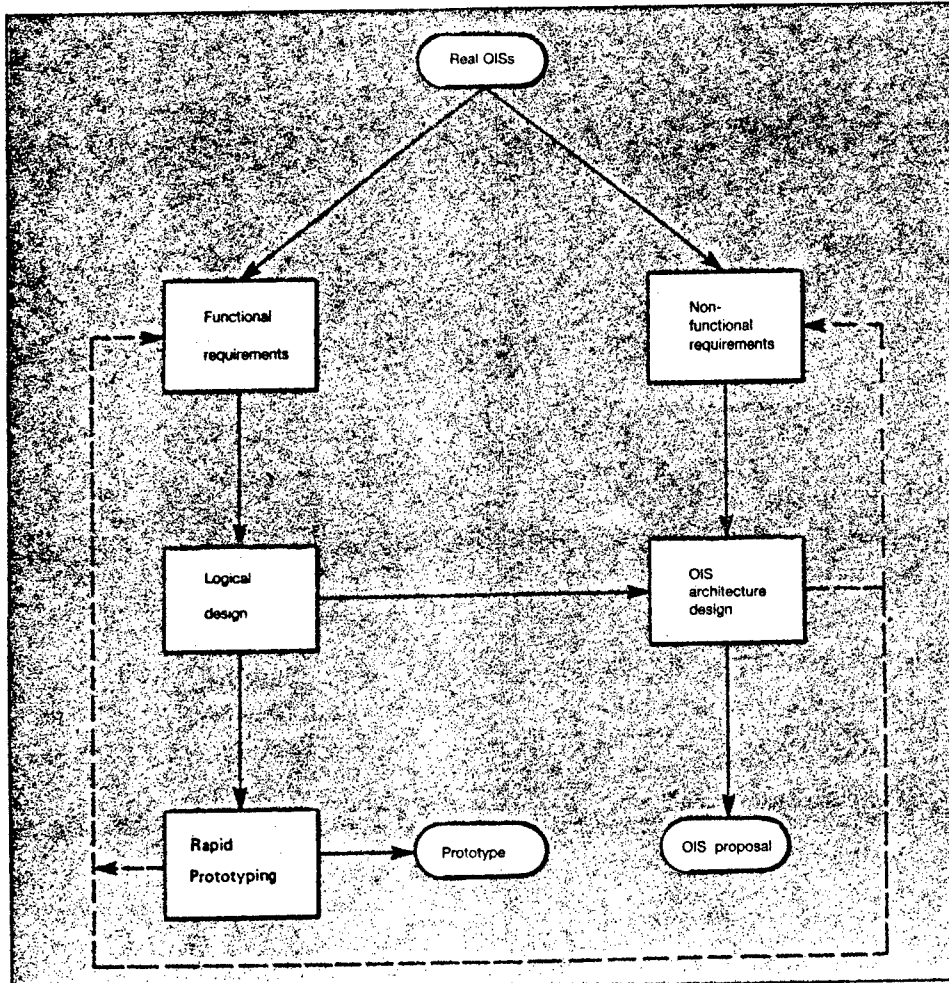 Real OISs
Functional
requirements
Non-
functional
requirements
Logical
design
OIS
architecture
design
Rapid
Prototyping
Prototype
OIS proposal